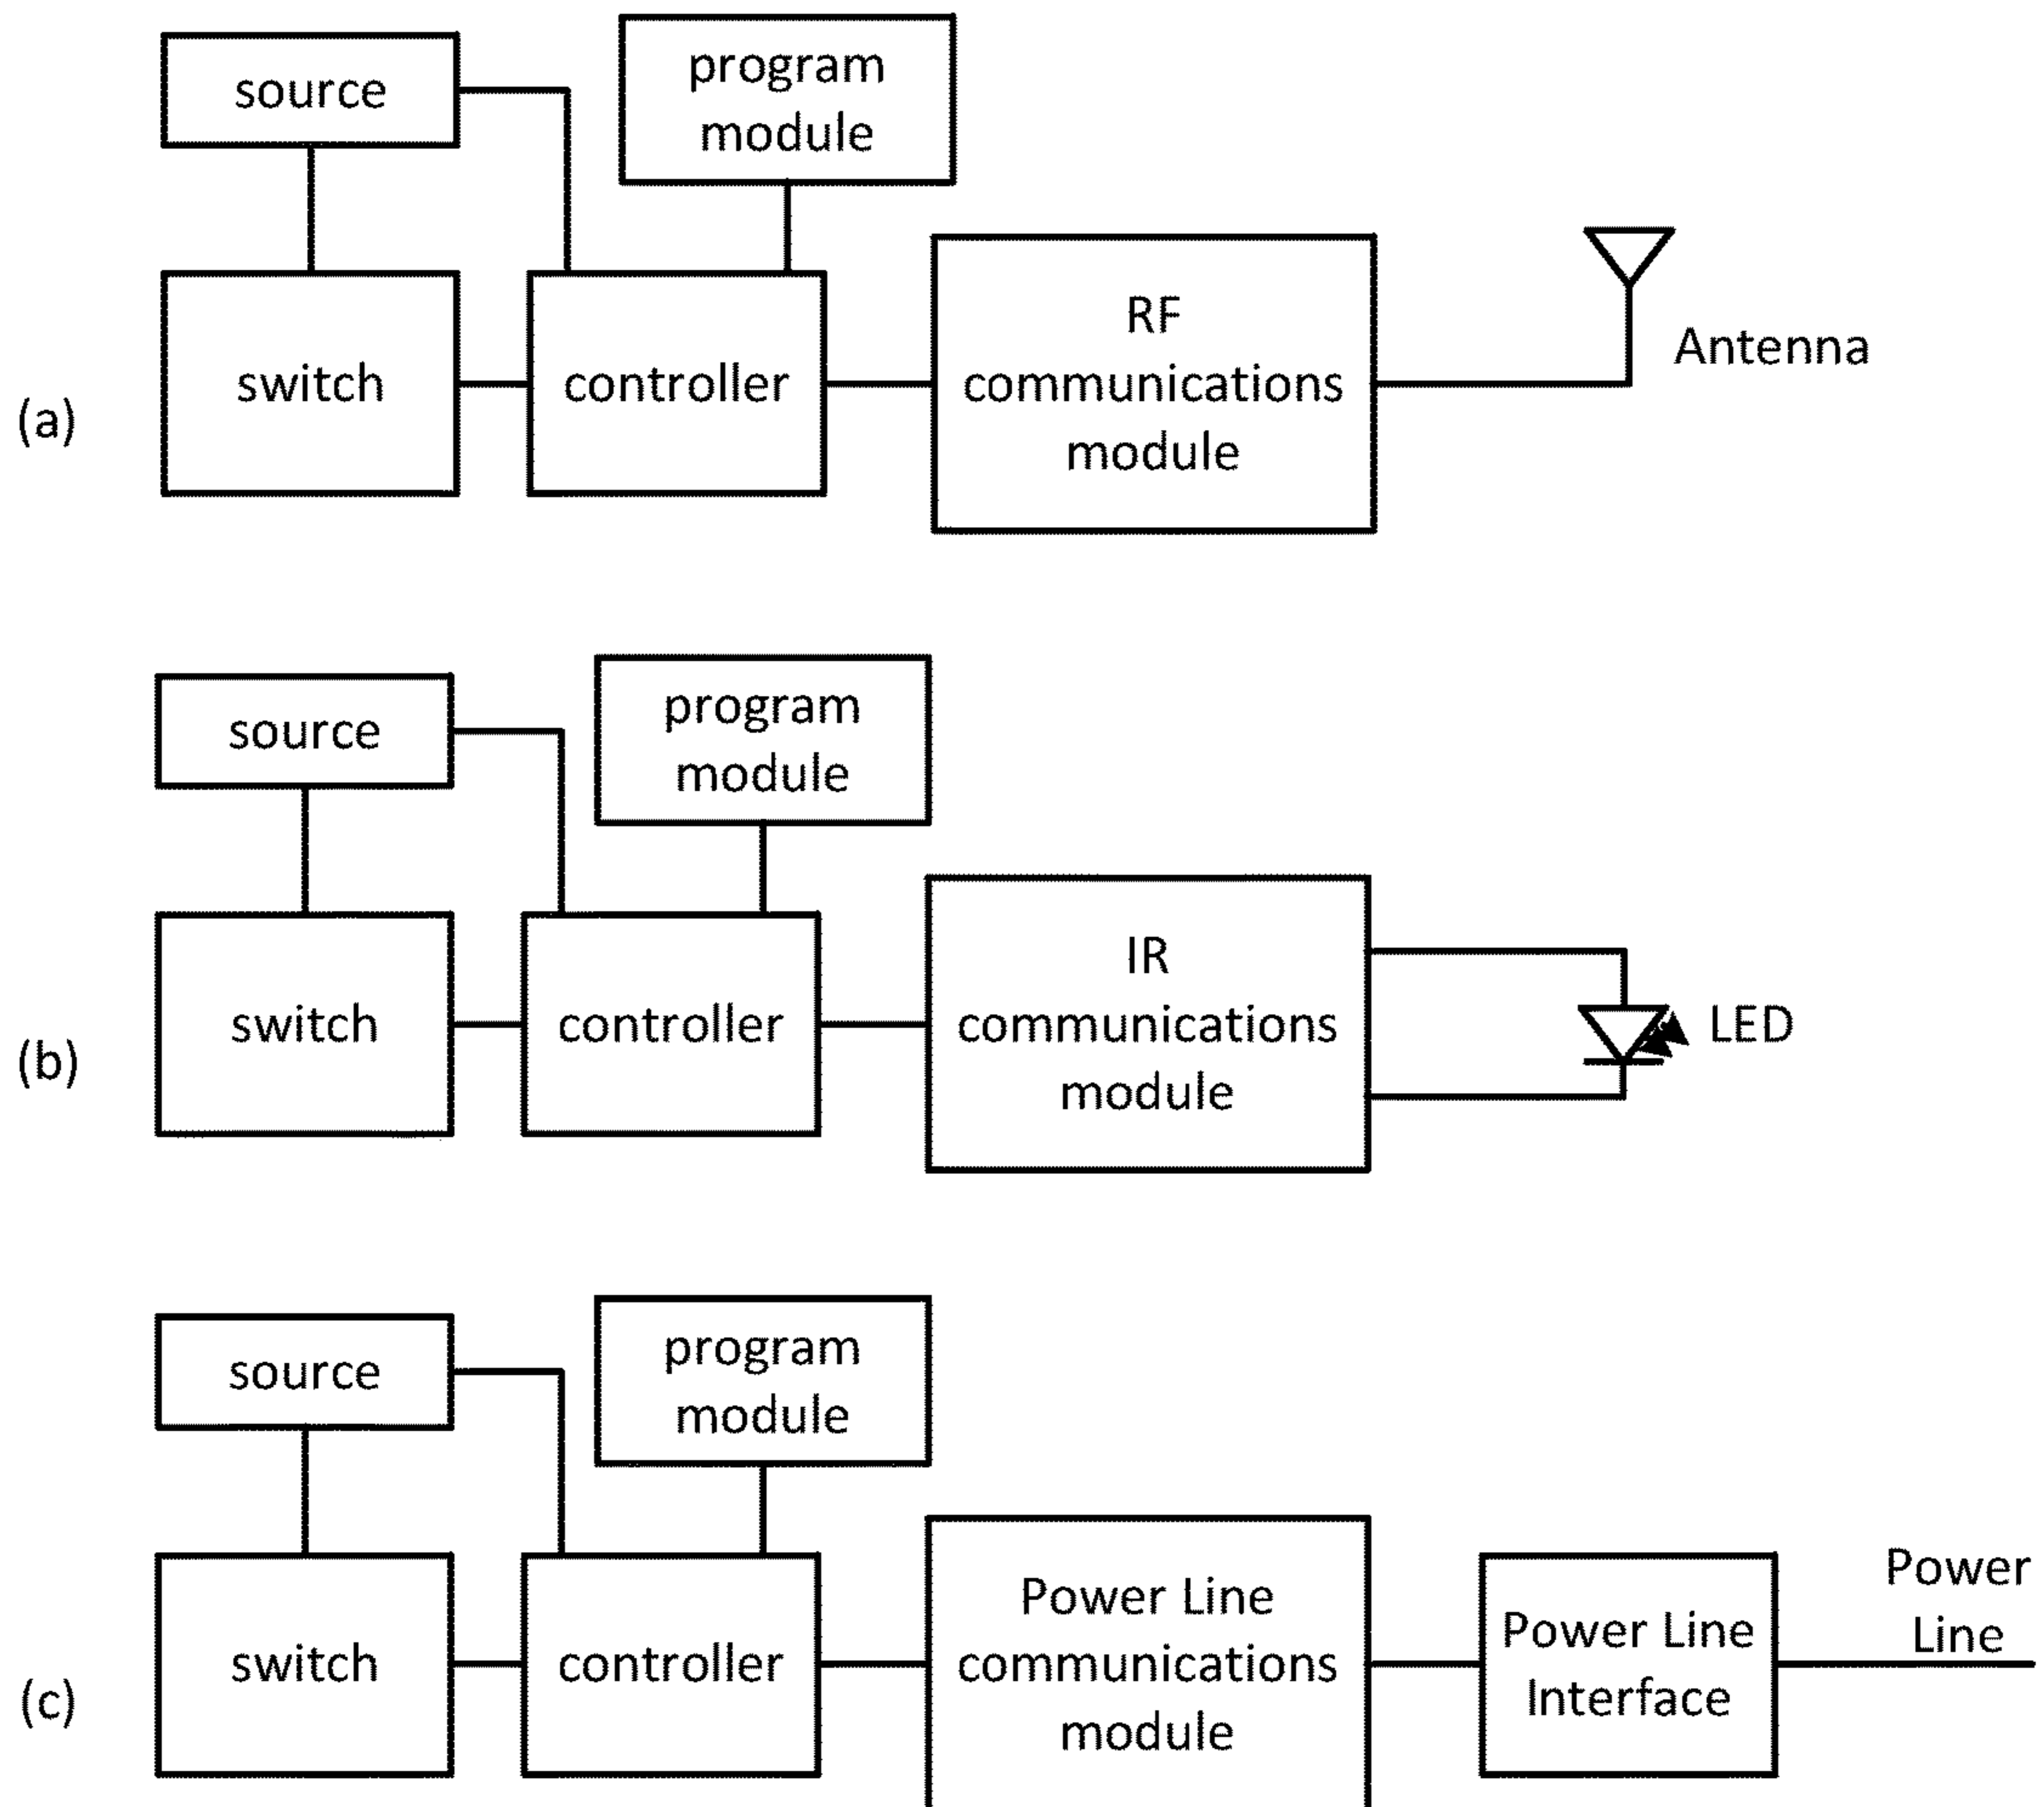 source
program
module
switch
controller
RF
communications
module
Antenna
(a)
source
program
module
switch
controller
IR
communications
module
LED
(b)
source
program
module
switch
controller
Power Line
communications
module
Power Line
Interface
Power
Line
(c)